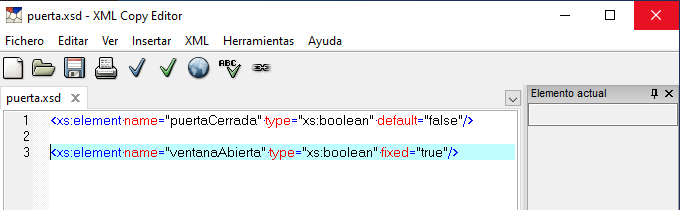 puerta.xsd - XML Copy Editor
Fichero Editar Ver Insertar XML Herramientas Ayuda
ABC
puerta.xsd
Elemento actual
1 <xs:element name="puertaCerrada" type="xs:boolean" default="false"/>
2
3 <xs:element name="ventanaAbierta" type="xs:boolean" fixed="true"/>